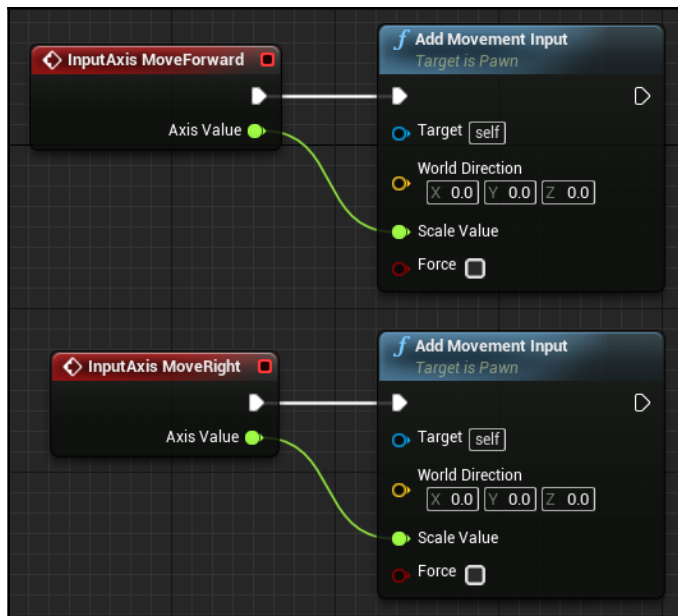 InputAxis MoveForward
Axis Value
f Add Movement Input
Target is Pawn
Target self
World Direction
X 0.0 Y 0.0 Z 0.0
Scale Value
Force
InputAxis MoveRight
Axis Value
f Add Movement Input
Target is Pawn
Target self
World Direction
X 0.0 Y 0.0 Z 0.0
Scale Value
Force